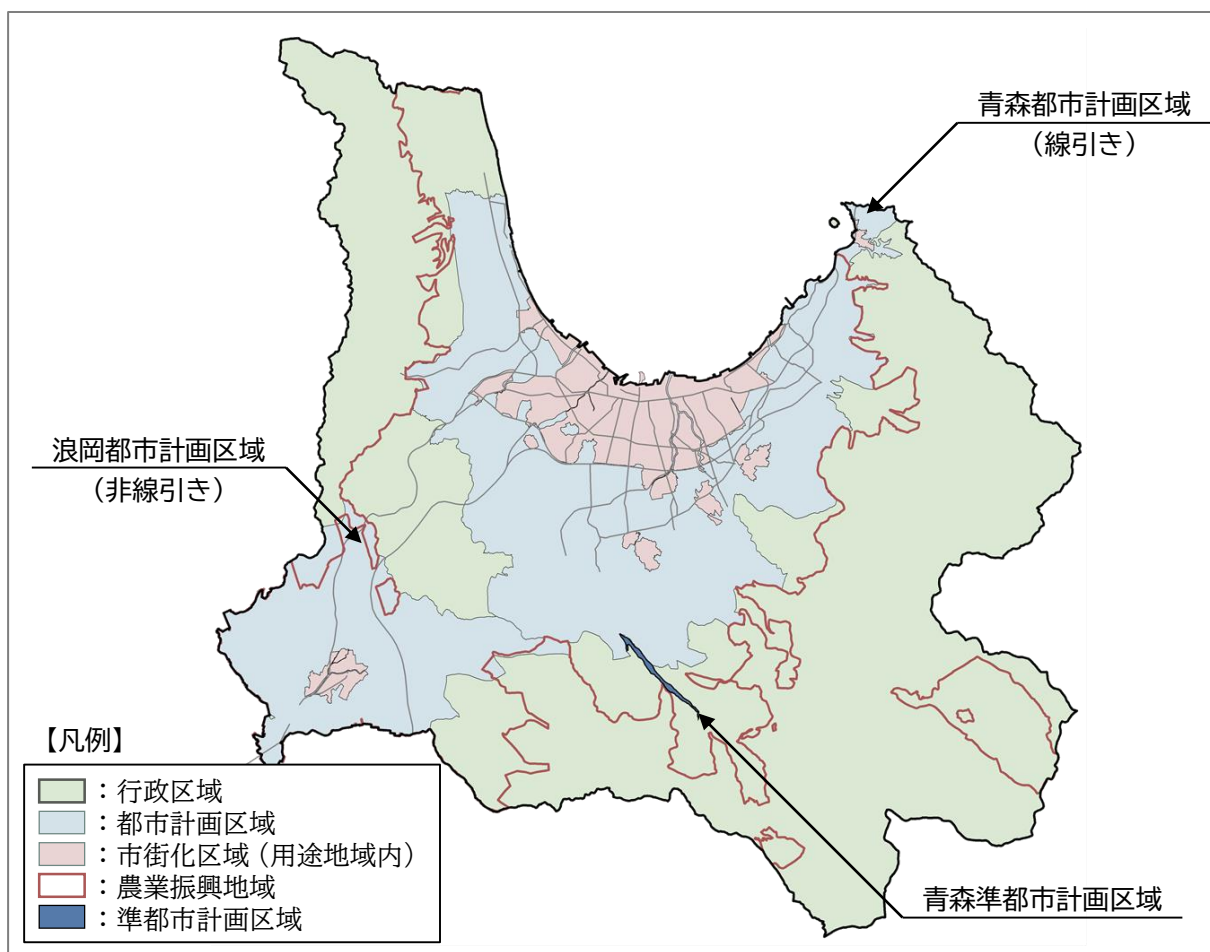 青森都市計画区域
（線引き）
浪岡都市計画区域
（非線引き）
【凡例】
：行政区域
：都市計画区域
：市街化区域（用途地域内）
：農業振興地域
：準都市計画区域
青森準都市計画区域